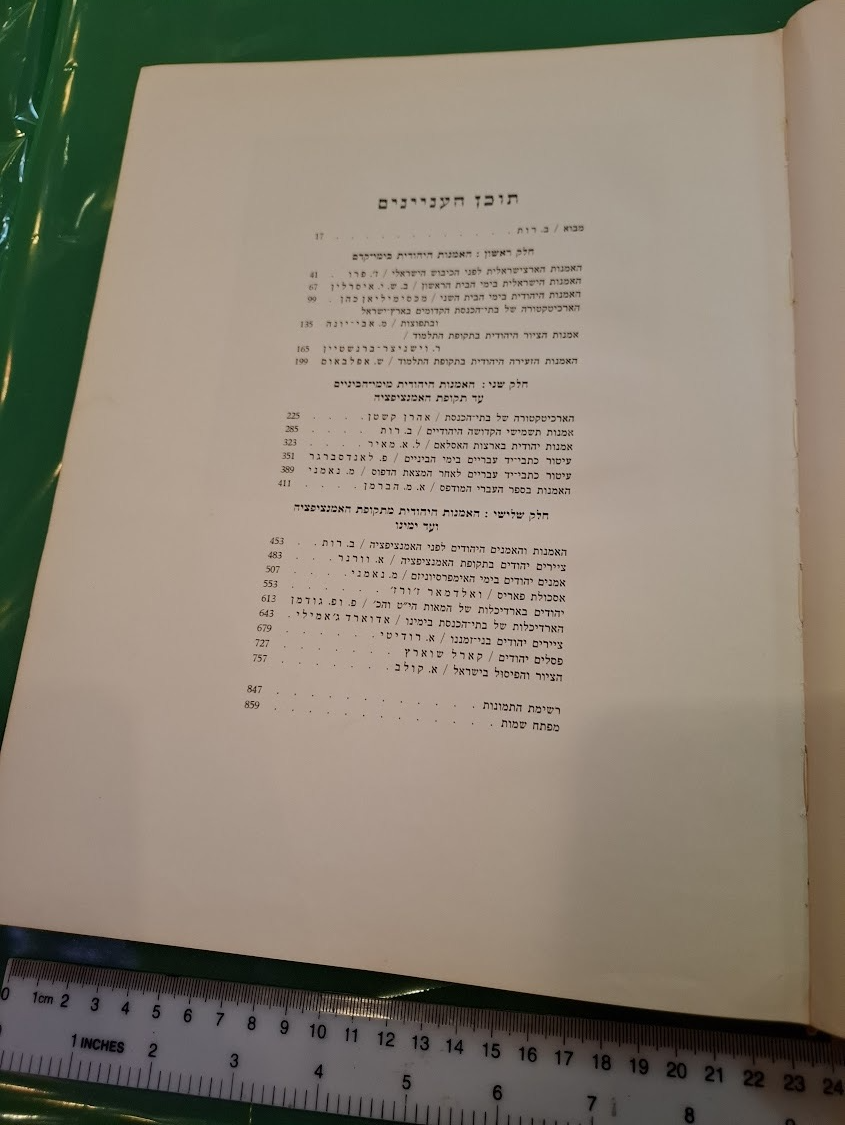 תוכן העניינים
מבוא / ב. רות . . . . . . . . . . . . 17
חלק ראשון : האמנות היהודית בימי־קדם
האמנות הארצישראלית לפני הכיבוש הישראלי / ז׳. פרו . 41
האמנות הישראלית בימי הבית הראשון / ב. ש. י. איסרלין 67
האמנות היהודית בימי הבית השני / מכסימיליאן כהן . 99
הארכיטקטורה של בתי־הכנסת הקדומים בארץ־ישראל
ובתפוצות / מ. אבי־יונה 135
אמנות הציור היהודית בתקופת התלמוד /
ר. וישניצר־ברנשטיין 165
האמנות הזעירה היהודית בתקופת התלמוד / ש. אפלבאום 199
חלק שני : האמנות היהודית מימי־הביניים
עד תקופת האמנציפציה
הארכיטקטורה של בתי־הכנסת / אהרן קשטן . . . . 225
אמנות תשמישי הקדושה היהודיים / ב. רות . . . . 285
אמנות יהודית בארצות האסלאם / ל. א. מאיר . . . . 323
עיטור כתבי־יד עבריים בימי הביניים / פ. לאנדסברגר 351
עיטור כתבי־יד עבריים לאחר המצאת הדפוס / מ. נאמני 389
האמנות בספר העברי המודפס / א. מ. הברמן . . . . 411
חלק שלישי : האמנות היהודית מתקופת האמנציפציה
ועד ימינו
האמנות והאמנים היהודים לפני האמנציפציה / ב. רות . . 453
ציירים יהודים בתקופת האמנציפציה / א. וורנר . . . 483
אמנים יהודים בימי האימפרסיוניזם / מ. נאמני . . . . 507
אסכולת פאריס / ואלדמאר ז׳ורז׳ . . . . . . . 553
יהודים בארדיכלות של המאות הי״ט והכ׳ / פ. ופ. גודמן 613
הארדיכלות של בתי־הכנסת בימינו / אדוארד ג׳אמילי . 643
ציירים יהודים בני־זמננו / א. רודיטי . . . . . . 679
פסלים יהודים / קארל שוארץ . . . . . . . 727
הציור והפיסול בישראל / א. קולב . . . . . . . 757
רשימת התמונות . . . . . . . . . . . 847
מפתח שמות . . . . . . . . . . . . 859
0 1cm 2 3 4 5 6 7 8 9 10 11 12 13 14 15 16 17 18 19 20 21 22 23 24
1 INCHES 2 3 4 5 6 7 8